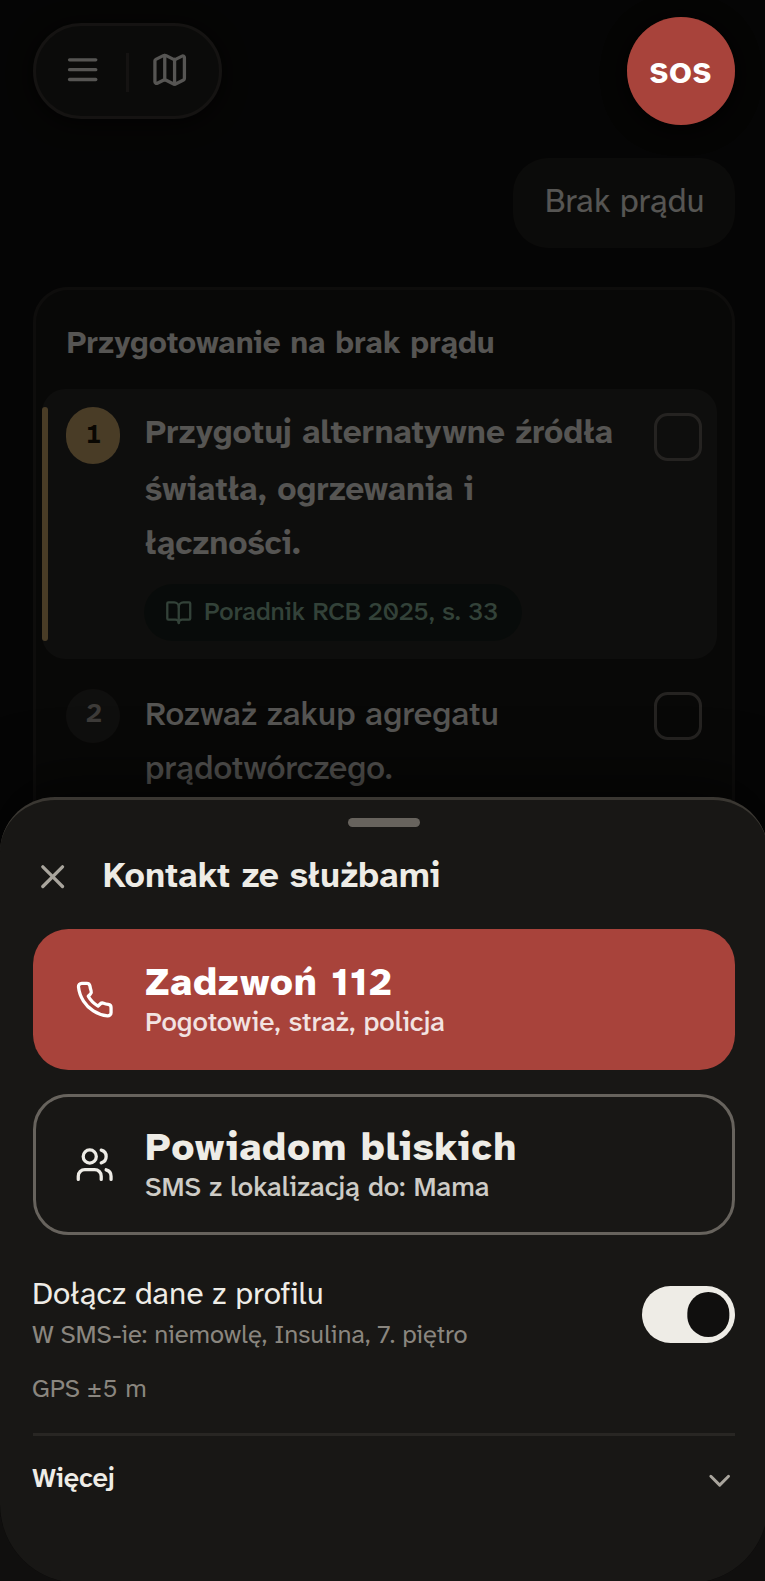 sos
Brak prądu
Przygotowanie na brak prądu
1
Przygotuj alternatywne źródła
światła, ogrzewania i
łączności.
Poradnik RCB 2025, s. 33
2
Rozważ zakup agregatu
prądotwórczego.
Kontakt ze służbami
Zadzwoń 112
Pogotowie, straż, policja
Powiadom bliskich
SMS z lokalizacją do: Mama
Dołącz dane z profilu
W SMS-ie: niemowlę, Insulina, 7. piętro
GPS ±5 m
Więcej